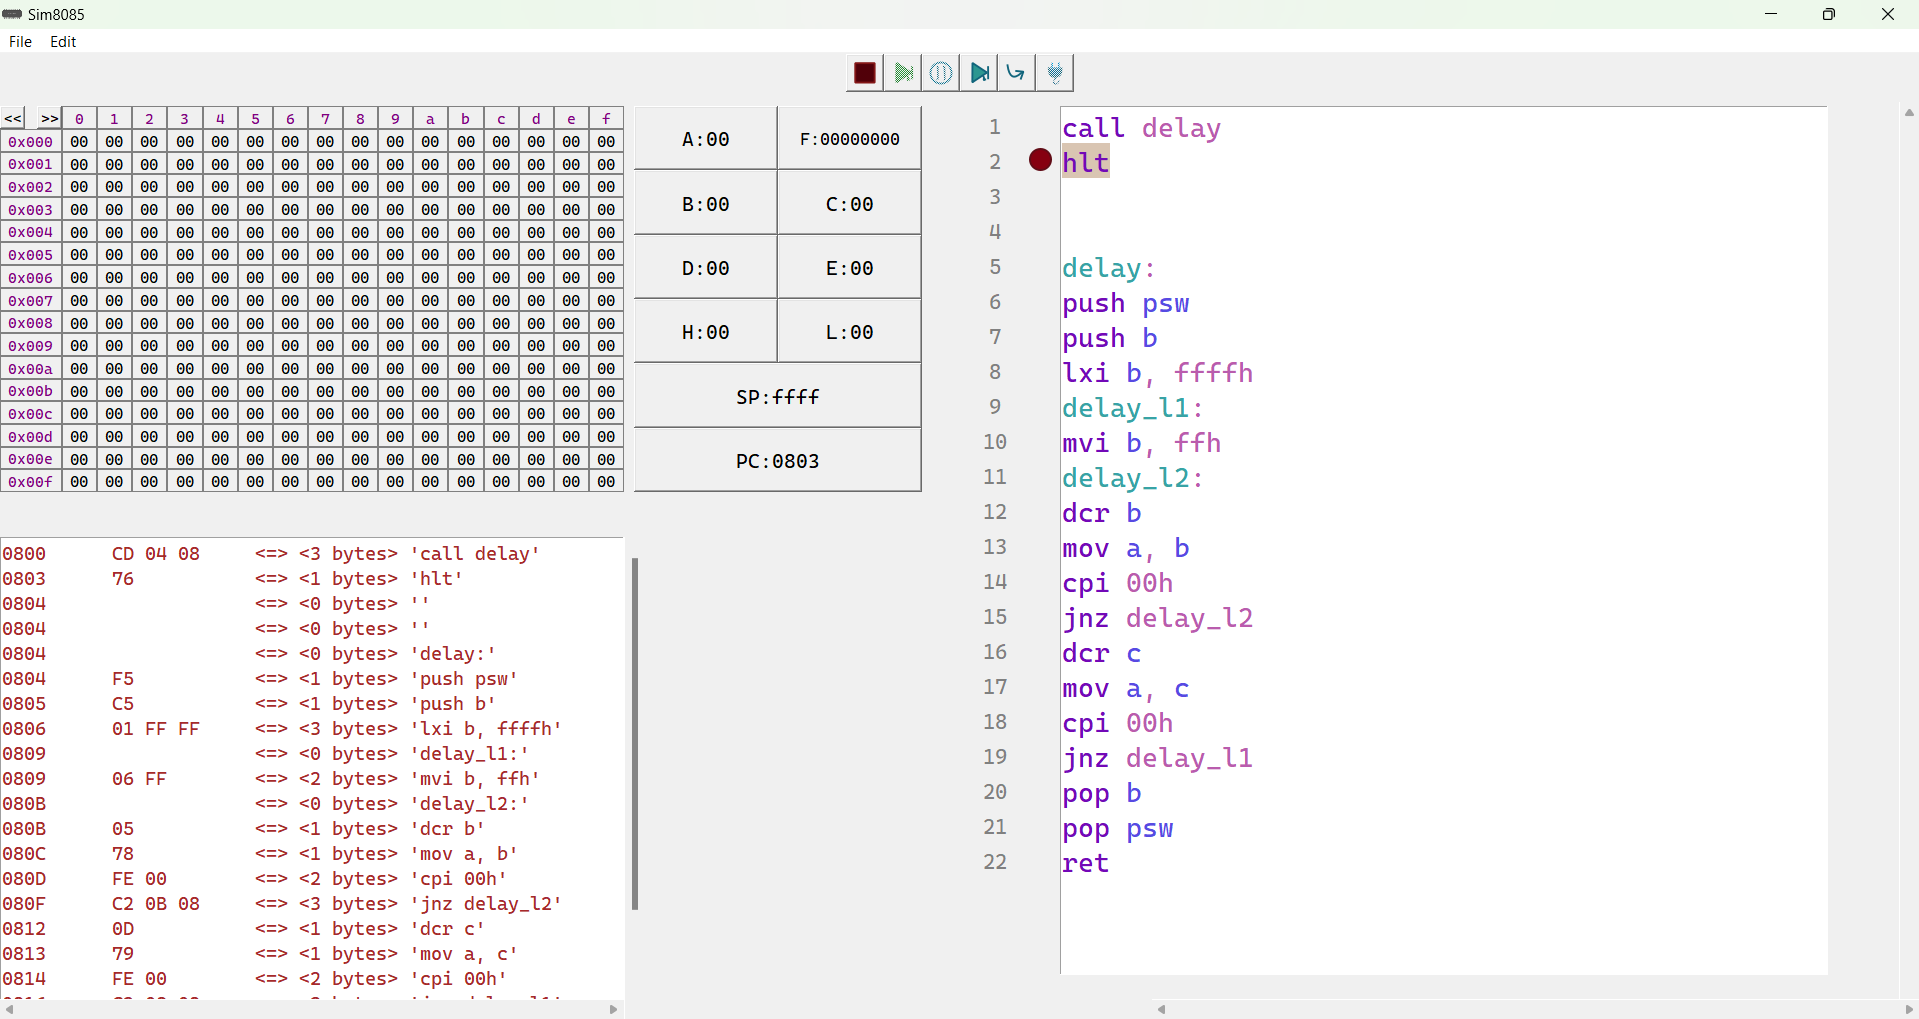 Sim8085
File Edit
<< >> 0 1 2 3 4 5 6 7 8 9 a b c d e f
0x000 00 00 00 00 00 00 00 00 00 00 00 00 00 00 00 00
0x001 00 00 00 00 00 00 00 00 00 00 00 00 00 00 00 00
0x002 00 00 00 00 00 00 00 00 00 00 00 00 00 00 00 00
0x003 00 00 00 00 00 00 00 00 00 00 00 00 00 00 00 00
0x004 00 00 00 00 00 00 00 00 00 00 00 00 00 00 00 00
0x005 00 00 00 00 00 00 00 00 00 00 00 00 00 00 00 00
0x006 00 00 00 00 00 00 00 00 00 00 00 00 00 00 00 00
0x007 00 00 00 00 00 00 00 00 00 00 00 00 00 00 00 00
0x008 00 00 00 00 00 00 00 00 00 00 00 00 00 00 00 00
0x009 00 00 00 00 00 00 00 00 00 00 00 00 00 00 00 00
0x00a 00 00 00 00 00 00 00 00 00 00 00 00 00 00 00 00
0x00b 00 00 00 00 00 00 00 00 00 00 00 00 00 00 00 00
0x00c 00 00 00 00 00 00 00 00 00 00 00 00 00 00 00 00
0x00d 00 00 00 00 00 00 00 00 00 00 00 00 00 00 00 00
0x00e 00 00 00 00 00 00 00 00 00 00 00 00 00 00 00 00
0x00f 00 00 00 00 00 00 00 00 00 00 00 00 00 00 00 00
A:00 F:00000000
B:00 C:00
D:00 E:00
H:00 L:00
SP:ffff
PC:0803
0800 CD 04 08 <=> <3 bytes> 'call delay'
0803 76 <=> <1 bytes> 'hlt'
0804 <=> <0 bytes> ''
0804 <=> <0 bytes> ''
0804 <=> <0 bytes> 'delay:'
0804 F5 <=> <1 bytes> 'push psw'
0805 C5 <=> <1 bytes> 'push b'
0806 01 FF FF <=> <3 bytes> 'lxi b, ffffh'
0809 <=> <0 bytes> 'delay_l1:'
0809 06 FF <=> <2 bytes> 'mvi b, ffh'
080B <=> <0 bytes> 'delay_l2:'
080B 05 <=> <1 bytes> 'dcr b'
080C 78 <=> <1 bytes> 'mov a, b'
080D FE 00 <=> <2 bytes> 'cpi 00h'
080F C2 0B 08 <=> <3 bytes> 'jnz delay_l2'
0812 0D <=> <1 bytes> 'dcr c'
0813 79 <=> <1 bytes> 'mov a, c'
0814 FE 00 <=> <2 bytes> 'cpi 00h'
1 call delay
2 hlt
3
4
5 delay:
6 push psw
7 push b
8 lxi b, ffffh
9 delay_l1:
10 mvi b, ffh
11 delay_l2:
12 dcr b
13 mov a, b
14 cpi 00h
15 jnz delay_l2
16 dcr c
17 mov a, c
18 cpi 00h
19 jnz delay_l1
20 pop b
21 pop psw
22 ret